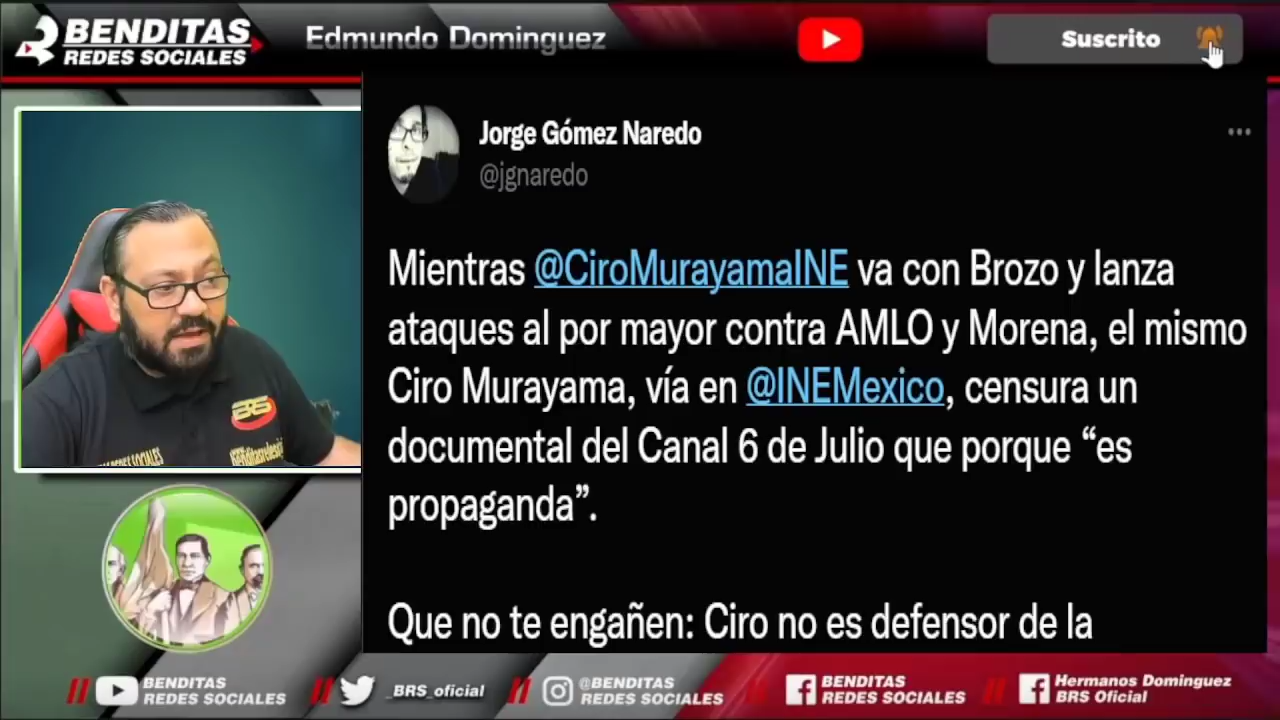 BENDITAS
REDES SOCIALES
Edmundo Dominguez
Suscrito
Jorge Gómez Naredo
@jgnaredo
Mientras @CiroMurayamaINE va con Brozo y lanza
ataques al por mayor contra AMLO y Morena, el mismo
Ciro Murayama, vía en @INEMexico, censura un
documental del Canal 6 de Julio que porque “es
propaganda”.
Que no te engañen: Ciro no es defensor de la
BRS
BENDITAS
REDES SOCIALES
_BRS_oficial
@BENDITAS
REDES SOCIALES
BENDITAS
REDES SOCIALES
Hermanos Dominguez
BRS Oficial